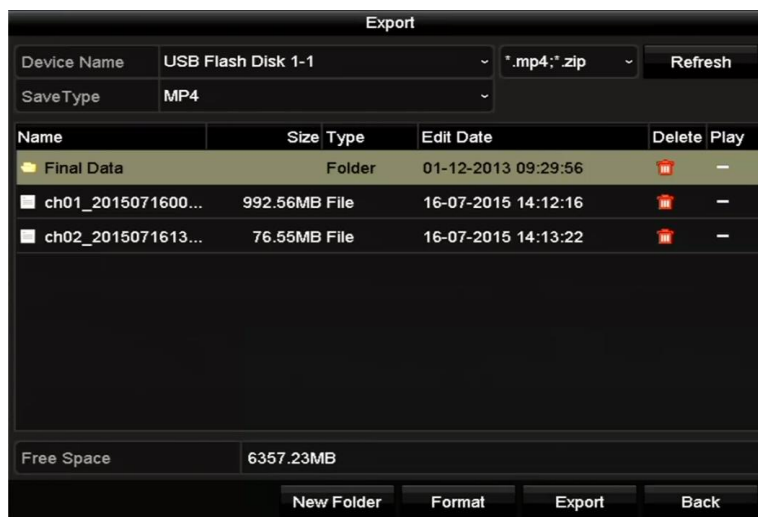 Export
Device Name USB Flash Disk 1-1 *.mp4;*.zip Refresh
SaveType MP4
Name Size Type Edit Date Delete Play
Final Data Folder 01-12-2013 09:29:56
ch01_2015071600... 992.56MB File 16-07-2015 14:12:16
ch02_2015071613... 76.55MB File 16-07-2015 14:13:22
Free Space 6357.23MB
New Folder Format Export Back